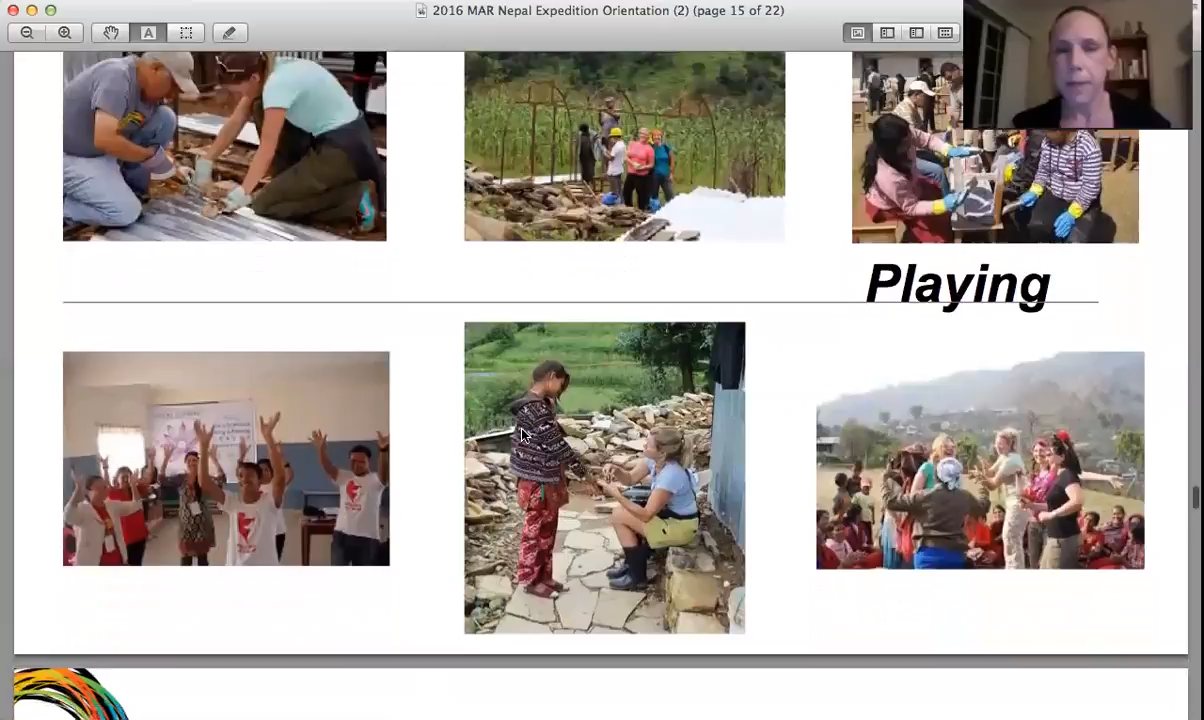 2016 MAR Nepal Expedition Orientation (2) (page 15 of 22)
A
Playing